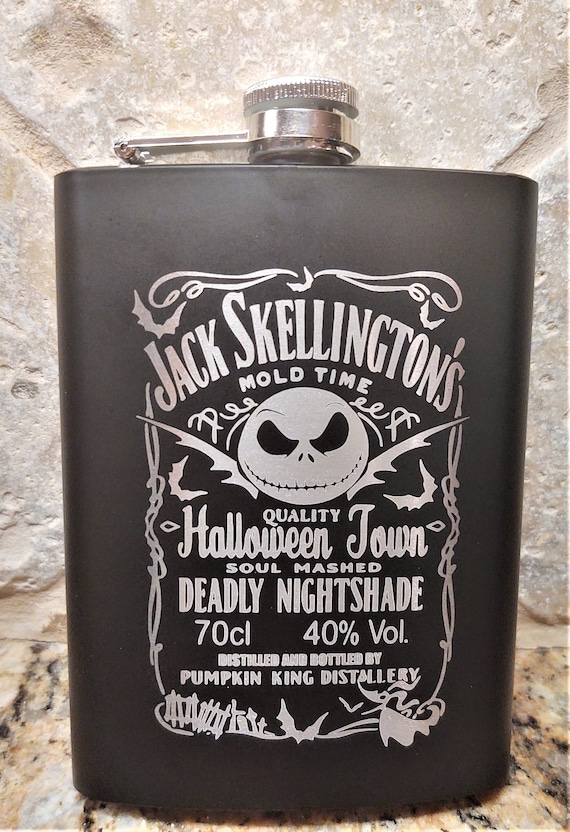 JACK SKELLINGTON'S
MOLD TIME
QUALITY
Halloween Town
SOUL MASHED
DEADLY NIGHTSHADE
70cl 40% Vol.
DISTILLED AND BOTTLED BY
PUMPKIN KING DISTILLERY